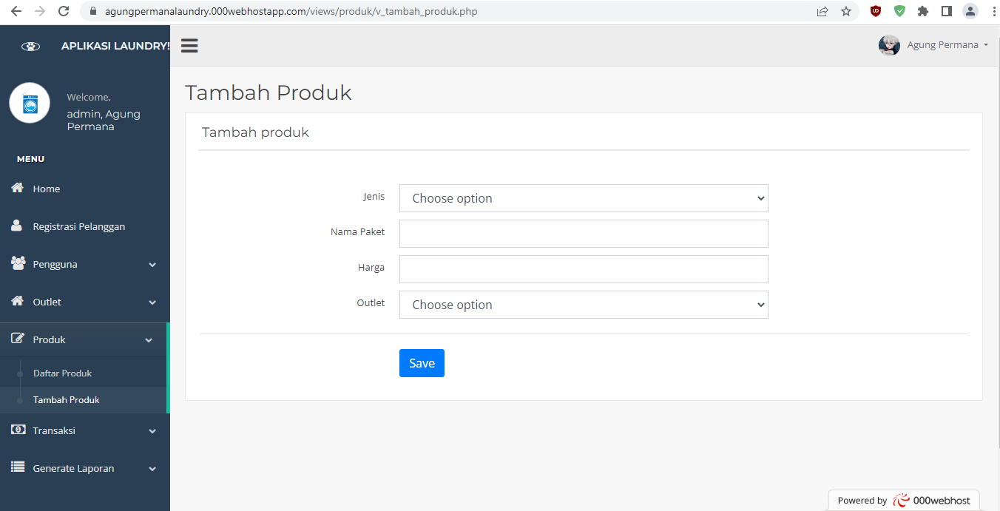 agungpermanalaundry.000webhostapp.com/views/produk/v_tambah_produk.php
APLIKASI LAUNDRY!
Agung Permana
Welcome,
admin, Agung
Permana
MENU
Home
Registrasi Pelanggan
Pengguna
Outlet
Produk
Daftar Produk
Tambah Produk
Transaksi
Generate Laporan
Tambah Produk
Tambah produk
Jenis Choose option
Nama Paket
Harga
Outlet Choose option
Save
Powered by 000webhost